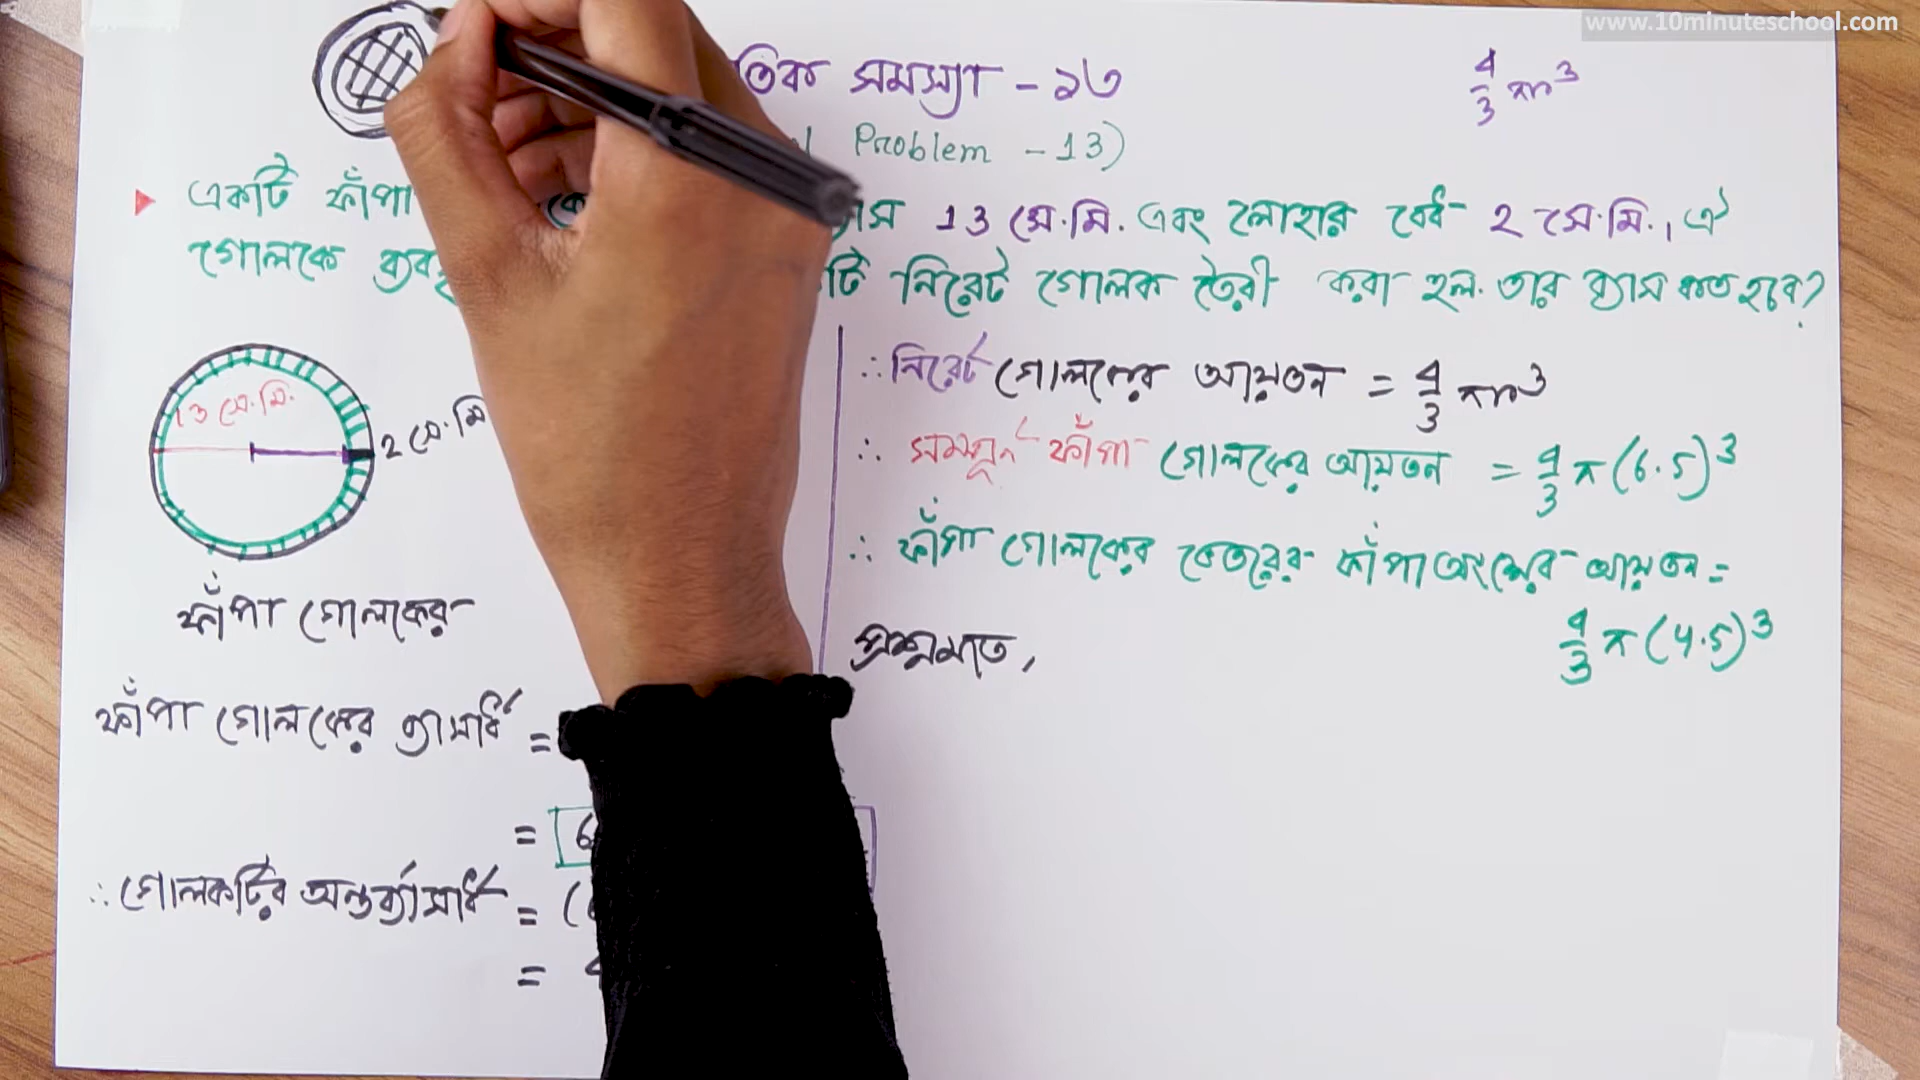 www.10minuteschool.com
সমস্যা - ১৩
4/3 πr³
Problem - 13)
একটি ফাঁপা 13 সে.মি. এবং লোহার বেধ 2 সে.মি., ঐ
গোলকে নিরেট গোলক তৈরী করা হল. তার ব্যাস কত হবে?
13 সে.মি.
2 সে.মি
ফাঁপা গোলকের
ফাঁপা গোলকের ব্যাসার্ধ =
=
∴ গোলকটির অন্তর্ব্যাসার্ধ = (
=
∴ নিরেট গোলকের আয়তন = 4/3 πr³
∴ সম্পূর্ন ফাঁপা গোলকের আয়তন = 4/3 π (6.5)³
∴ ফাঁপা গোলকের ভেতরের ফাঁপা অংশের আয়তন =
4/3 π (4.5)³
প্রশ্নমতে,